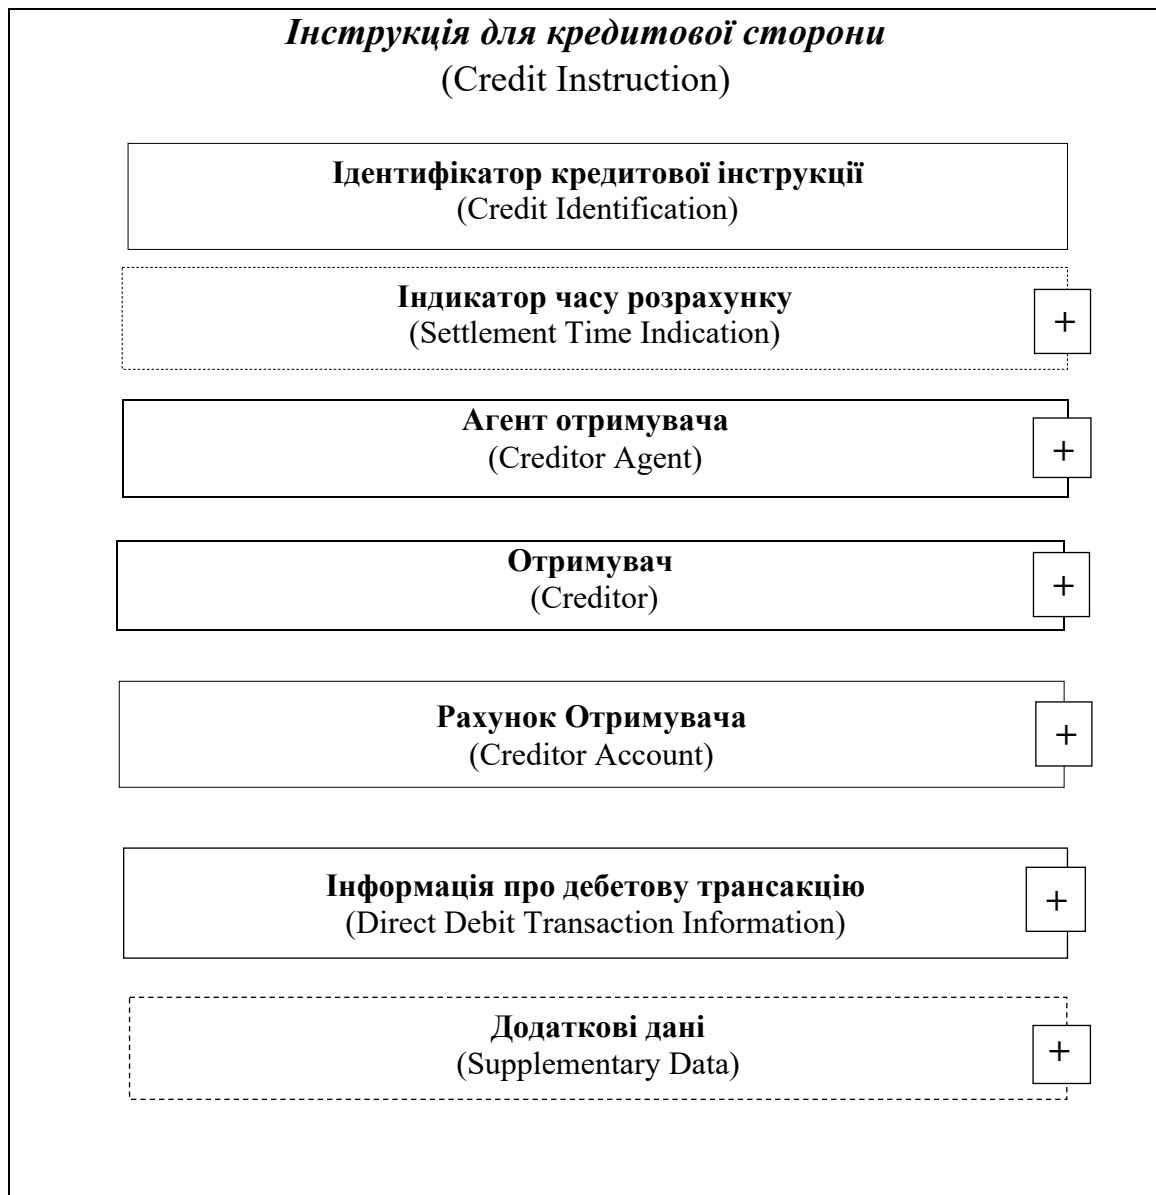 Інструкція для кредитової сторони
(Credit Instruction)
Ідентифікатор кредитової інструкції
(Credit Identification)
Індикатор часу розрахунку
(Settlement Time Indication)
+
Агент отримувача
(Creditor Agent)
+
Отримувач
(Creditor)
+
Рахунок Отримувача
(Creditor Account)
+
Інформація про дебетову трансакцію
(Direct Debit Transaction Information)
+
Додаткові дані
(Supplementary Data)
+